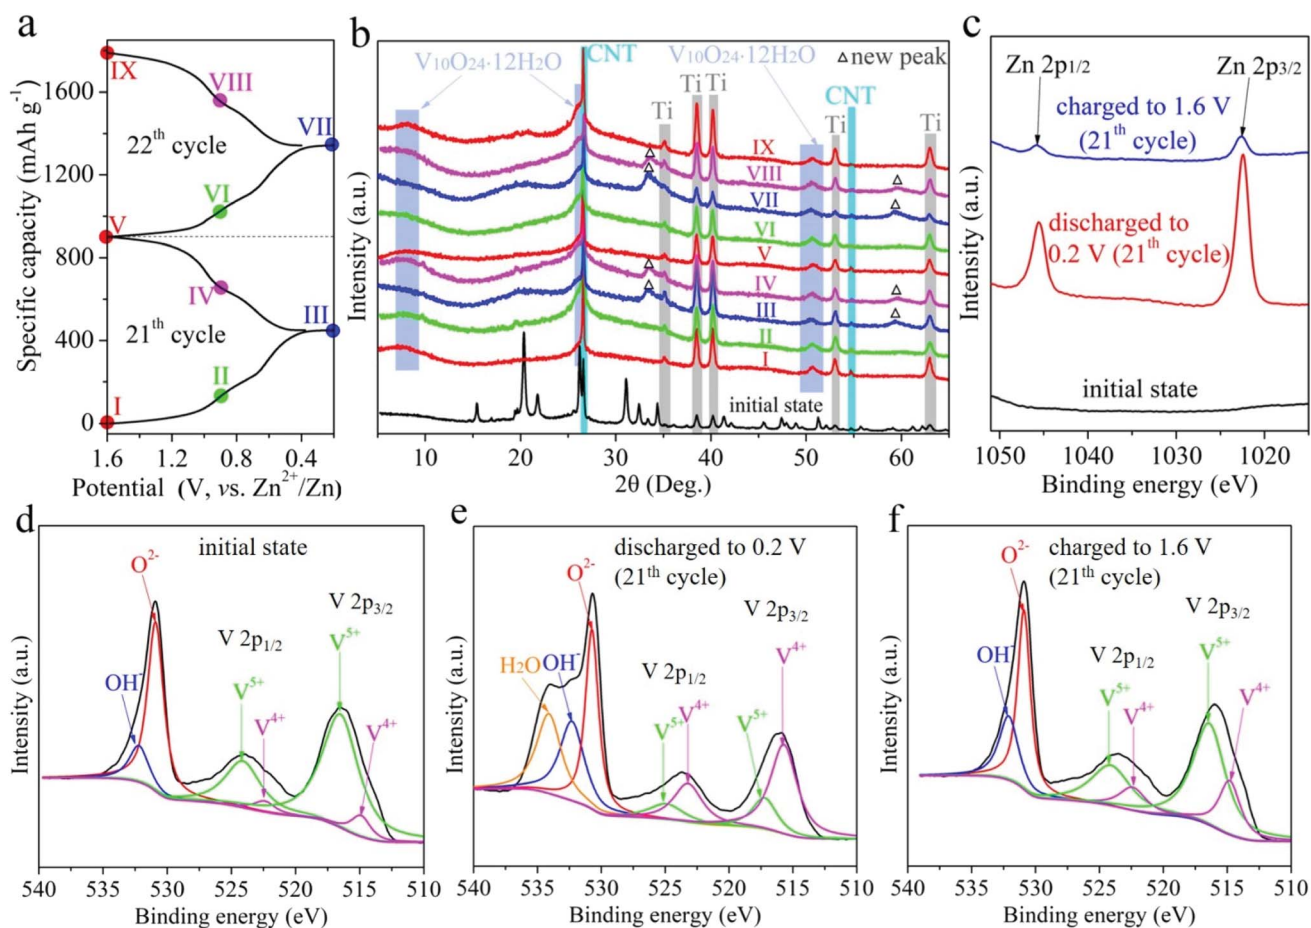 a
Specific capacity (mAh g⁻¹)
1600
1200
800
400
0
IX
VIII
VII
22ᵗʰ cycle
VI
V
IV
III
21ᵗʰ cycle
II
I
1.6 1.2 0.8 0.4
Potential (V, vs. Zn²⁺/Zn)
b
Intensity (a.u.)
CNT
V₁₀O₂₄·12H₂O
V₁₀O₂₄·12H₂O
△ new peak
Ti
Ti
Ti
CNT
Ti
Ti
△
△
△
△
△
△
△
△
IX
VIII
VII
VI
V
IV
III
II
I
initial state
10 20 30 40 50 60
2θ (Deg.)
c
Intensity (a.u.)
Zn 2p₁/₂
Zn 2p₃/₂
charged to 1.6 V
(21ᵗʰ cycle)
discharged to
0.2 V (21ᵗʰ cycle)
initial state
1050 1040 1030 1020
Binding energy (eV)
d
Intensity (a.u.)
initial state
O²⁻
OH⁻
V 2p₁/₂
V⁵⁺
V⁴⁺
V 2p₃/₂
V⁵⁺
V⁴⁺
540 535 530 525 520 515 510
Binding energy (eV)
e
Intensity (a.u.)
discharged to 0.2 V
(21ᵗʰ cycle)
O²⁻
H₂O
OH⁻
V 2p₁/₂
V⁵⁺
V⁴⁺
V 2p₃/₂
V⁵⁺
V⁴⁺
540 535 530 525 520 515 510
Binding energy (eV)
f
Intensity (a.u.)
charged to 1.6 V
(21ᵗʰ cycle)
O²⁻
OH⁻
V 2p₁/₂
V⁵⁺
V⁴⁺
V 2p₃/₂
V⁵⁺
V⁴⁺
540 535 530 525 520 515 510
Binding energy (eV)